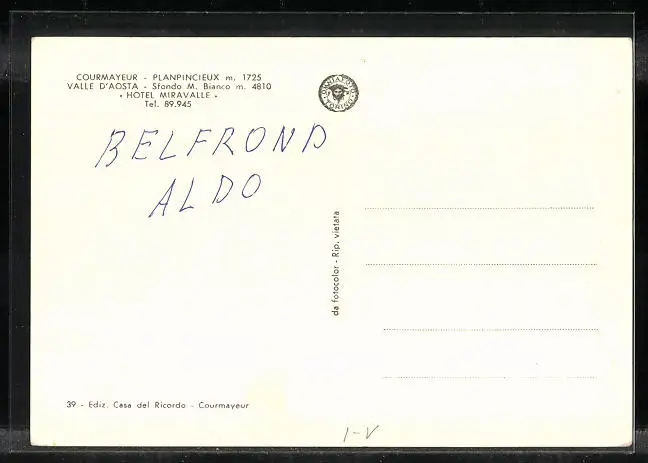 COURMAYEUR - PLANPINCIEUX m. 1725
VALLE D'AOSTA - Sfondo M. Bianco m. 4810
- HOTEL MIRAVALLE -
Tel. 89.945
BELFROND
ALDO
da fotocolor - Rip. vietata
39 - Ediz. Casa del Ricordo - Courmayeur
I-V